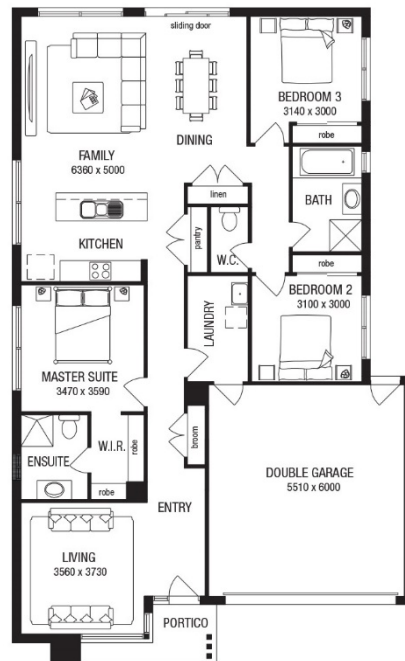 sliding door
BEDROOM 3
3140 x 3000
DINING
robe
FAMILY
6360 x 5000
linen
BATH
KITCHEN
pantry
W.C.
robe
BEDROOM 2
3100 x 3000
LAUNDRY
MASTER SUITE
3470 x 3590
broom
W.I.R.
robe
ENSUITE
robe
DOUBLE GARAGE
5510 x 6000
ENTRY
LIVING
3560 x 3730
PORTICO